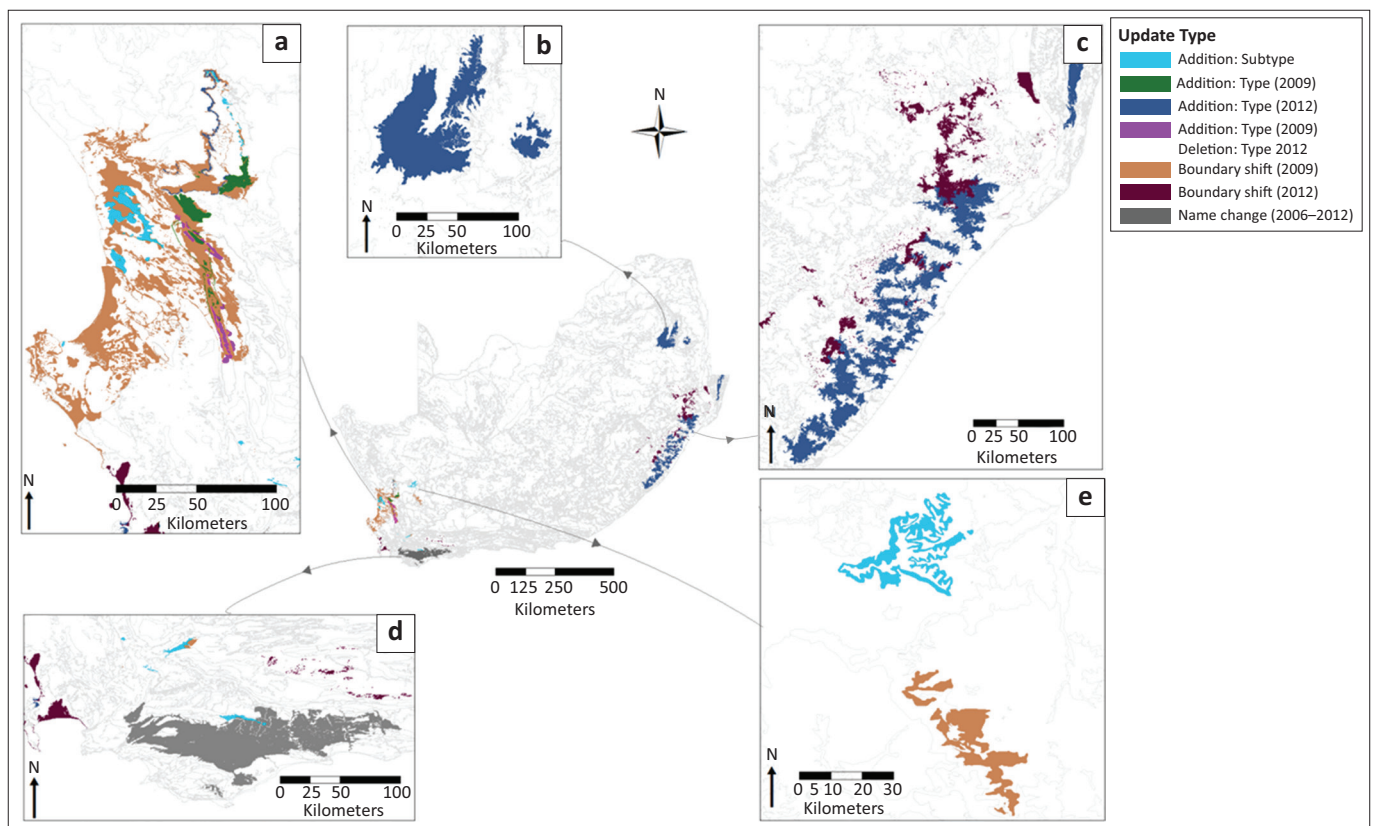 a
N
0 25 50 100
Kilometers
b
N
0 25 50 100
Kilometers
N
c
N
0 25 50 100
Kilometers
Update Type
Addition: Subtype
Addition: Type (2009)
Addition: Type (2012)
Addition: Type (2009)
Deletion: Type 2012
Boundary shift (2009)
Boundary shift (2012)
Name change (2006–2012)
0 125 250 500
Kilometers
d
N
0 25 50 100
Kilometers
e
N
0 5 10 20 30
Kilometers